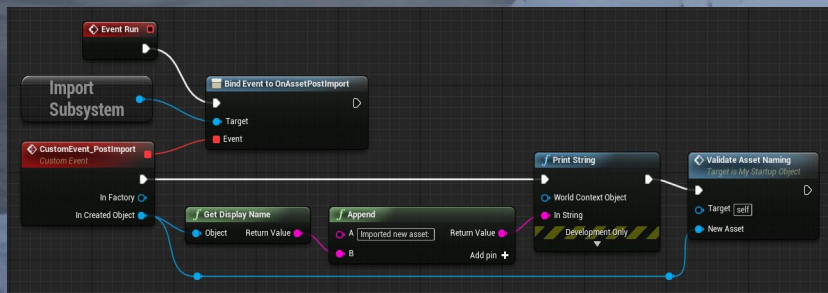 Event Run
Import
Subsystem
Bind Event to OnAssetPostImport
Target
Event
CustomEvent_PostImport
Custom Event
In Factory
In Created Object
f Get Display Name
Object Return Value
f Append
A Imported new asset: Return Value
B Add pin +
f Print String
World Context Object
In String
Development Only
Validate Asset Naming
Target is My Startup Object
Target self
New Asset